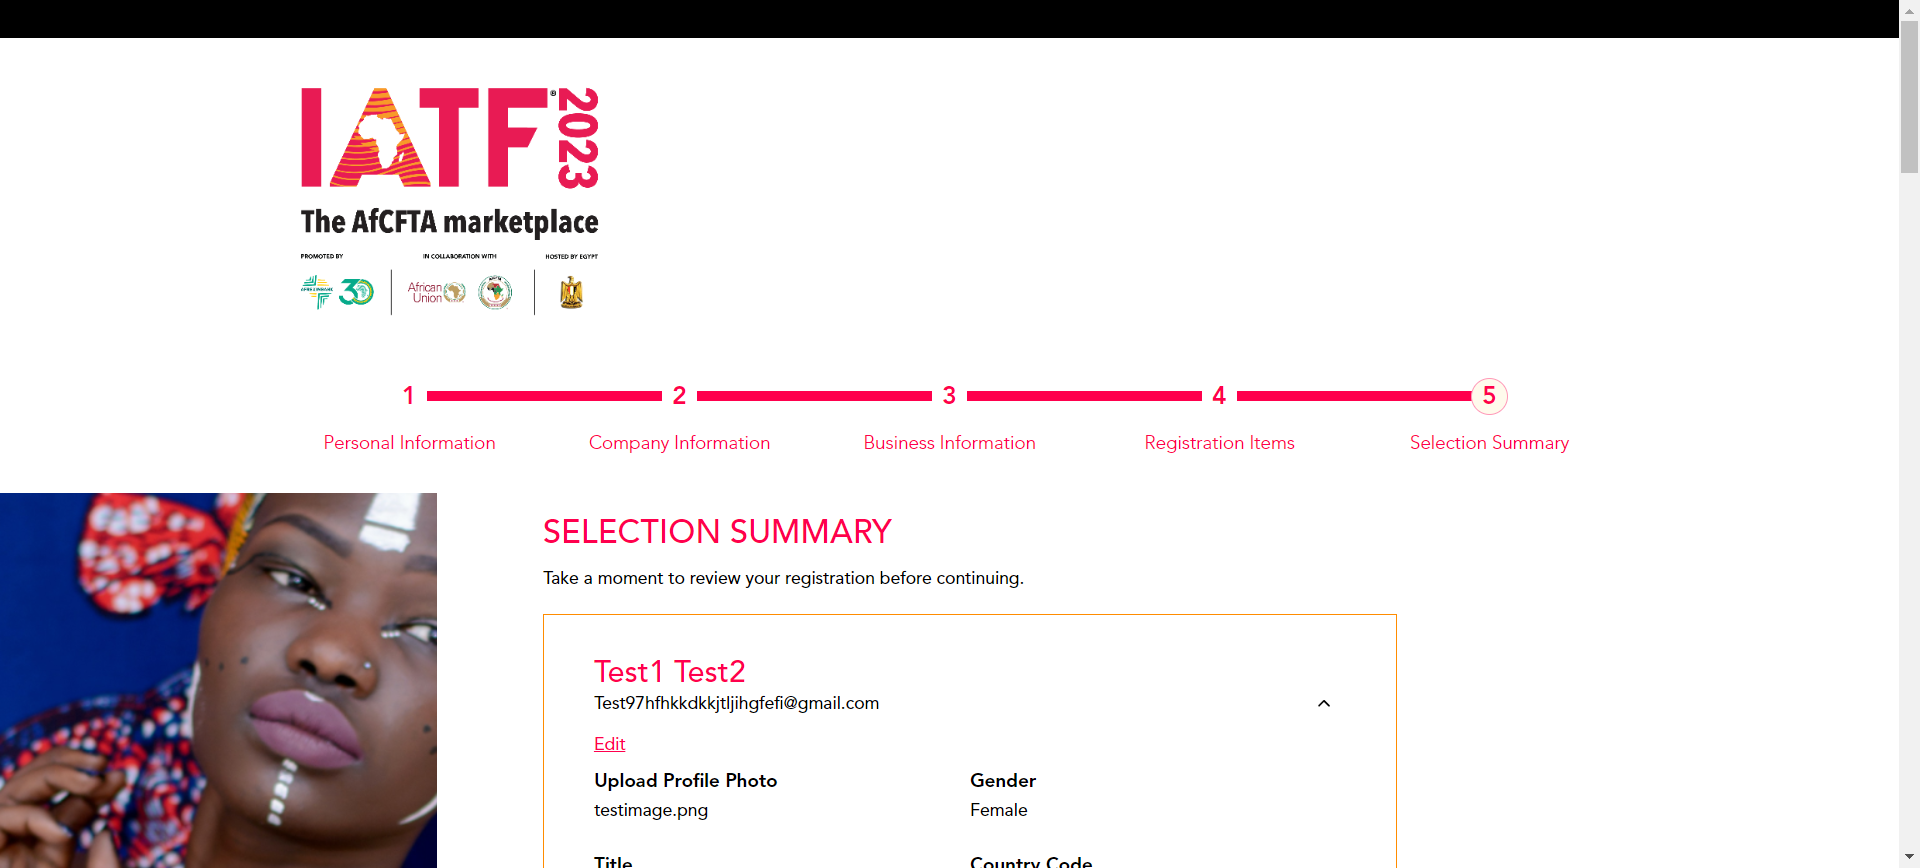 IATF® 2023
The AfCFTA marketplace
PROMOTED BY
IN COLLABORATION WITH
HOSTED BY EGYPT
AFREXIMBANK
30
African
Union
1
2
3
4
5
Personal Information
Company Information
Business Information
Registration Items
Selection Summary
SELECTION SUMMARY
Take a moment to review your registration before continuing.
Test1 Test2
Test97hfhkkdkkjtljihgfefi@gmail.com
Edit
Upload Profile Photo
Gender
testimage.png
Female
Title
Country Code